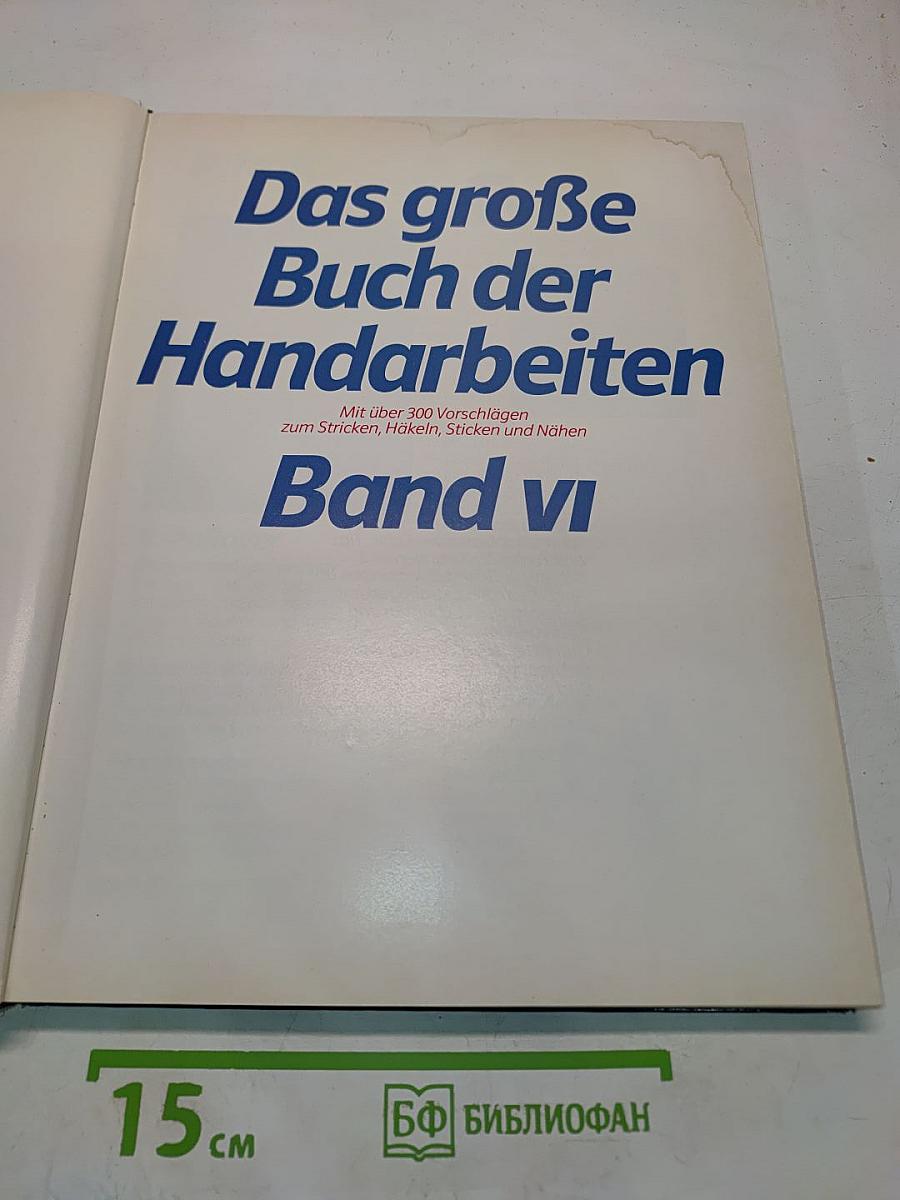 Das große
Buch der
Handarbeiten
Mit über 300 Vorschlägen
zum Stricken, Häkeln, Sticken und Nähen
Band VI
15 см
БФ БИБЛИОФАН